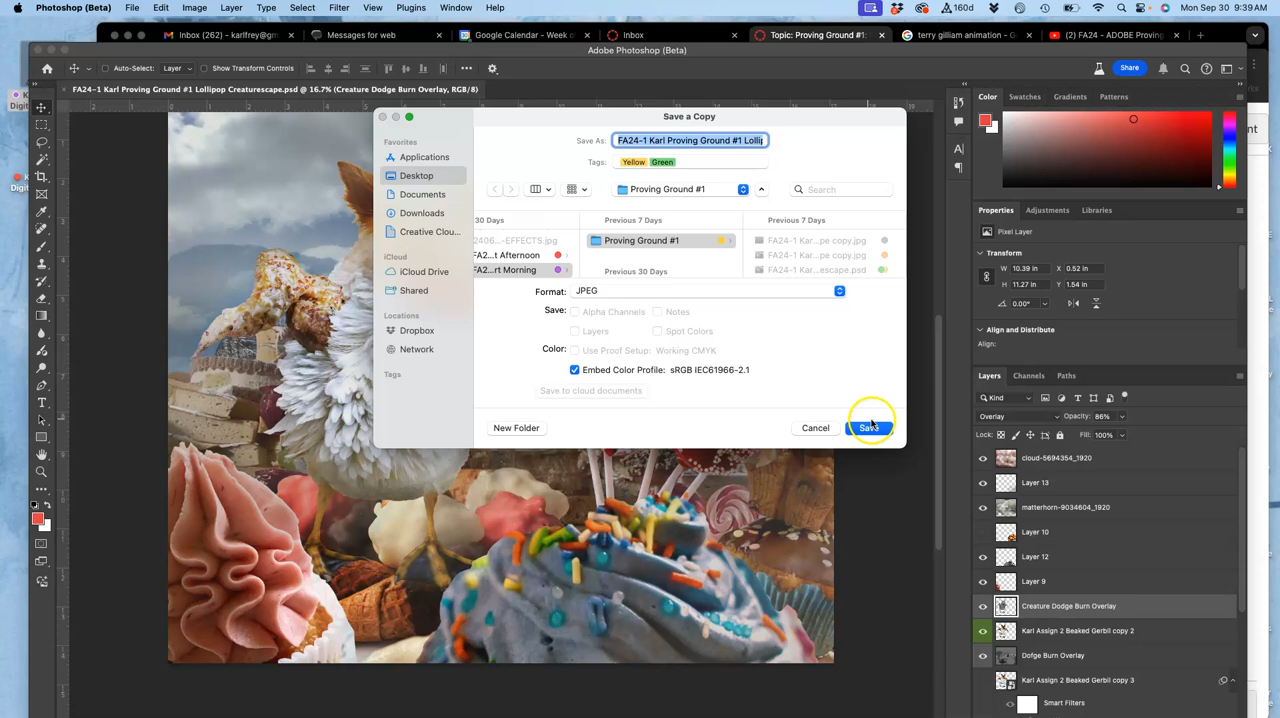 Photoshop (Beta) File Edit Image Layer Type Select Filter View Plugins Window Help 160d Mon Sep 30 9:39 AM
Inbox (262) - karlfrey@gmail Messages for web Google Calendar - Week o Inbox Topic: Proving Ground #1: terry gilliam animation - G (2) FA24 - ADOBE Proving
Adobe Photoshop (Beta)
Auto-Select: Layer Show Transform Controls Share
FA24-1 Karl Proving Ground #1 Lollipop Creaturescape.psd @ 16.7% (Creature Dodge Burn Overlay, RGB/8)
Color Swatches Gradients Patterns
Save a Copy
Save As: FA24-1 Karl Proving Ground #1 Lollip
Tags: Yellow Green
Proving Ground #1 Search
30 Days Previous 7 Days Previous 7 Days
2406...-EFFECTS.jpg Proving Ground #1 FA24-1 Kar...pe copy.jpg
FA2...t Afternoon FA24-1 Kar...pe copy.jpg
FA2...rt Morning Previous 30 Days FA24-1 Kar...escape.psd
Favorites
Applications
Desktop
Documents
Downloads
Creative Clou...
iCloud
iCloud Drive
Shared
Locations
Dropbox
Network
Tags
Format: JPEG
Save: Alpha Channels Notes
Layers Spot Colors
Color: Use Proof Setup: Working CMYK
Embed Color Profile: sRGB IEC61966-2.1
Save to cloud documents
New Folder Cancel Save
Properties Adjustments Libraries
Pixel Layer
Transform
W 10.39 in X 0.52 in
H 11.27 in Y 1.54 in
0.00°
Align and Distribute
Align:
Layers Channels Paths
Kind
Overlay Opacity: 86%
Lock: Fill: 100%
cloud-5694354_1920
Layer 13
matterhorn-9034604_1920
Layer 10
Layer 12
Layer 9
Creature Dodge Burn Overlay
Karl Assign 2 Beaked Gerbil copy 2
Dofge Burn Overlay
Karl Assign 2 Beaked Gerbil copy 3
Smart Filters